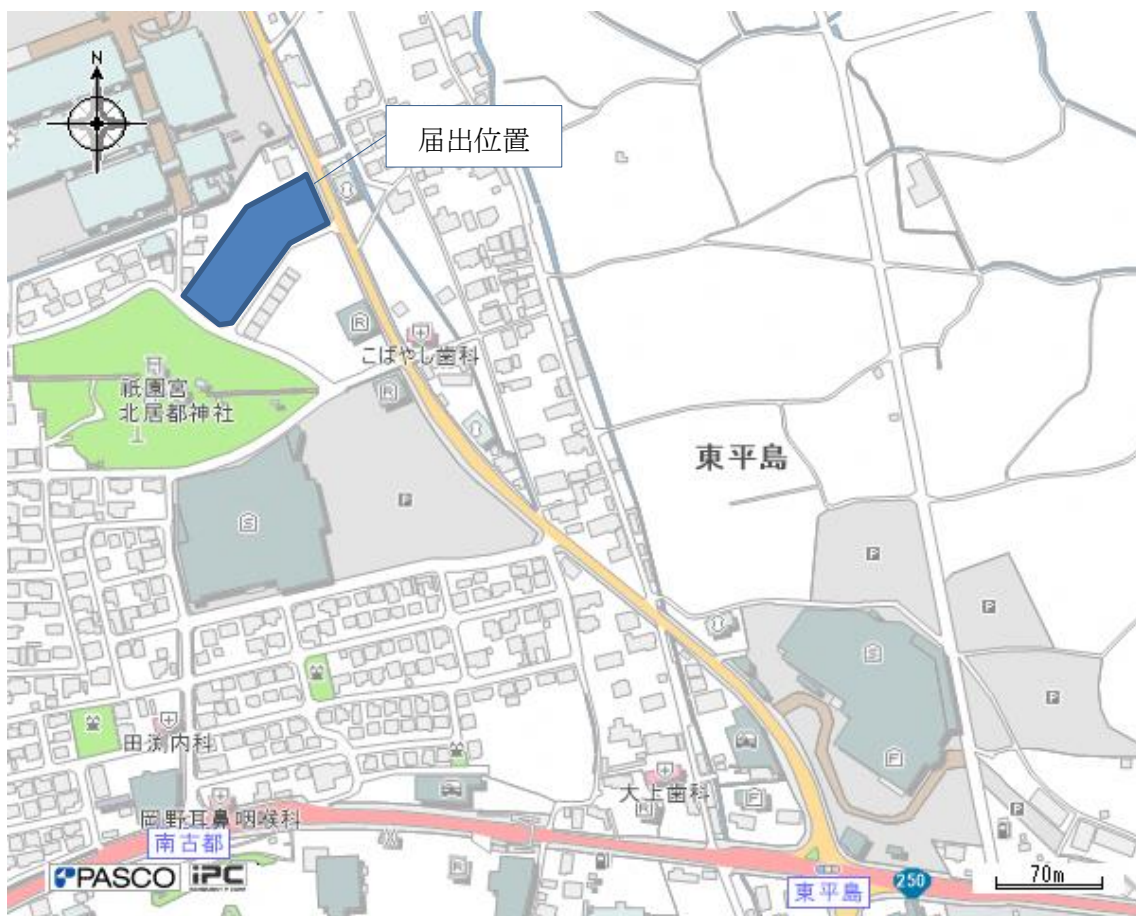 N
届出位置
こばやし歯科
祇園宮
北居都神社
東平島
田渕内科
大上歯科
岡野耳鼻咽喉科
南古都
PASCO iPC
東平島
250
70m